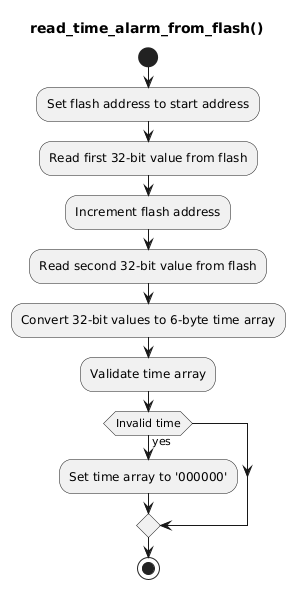 read_time_alarm_from_flash()
Set flash address to start address
Read first 32-bit value from flash
Increment flash address
Read second 32-bit value from flash
Convert 32-bit values to 6-byte time array
Validate time array
Invalid time
yes
Set time array to '000000'